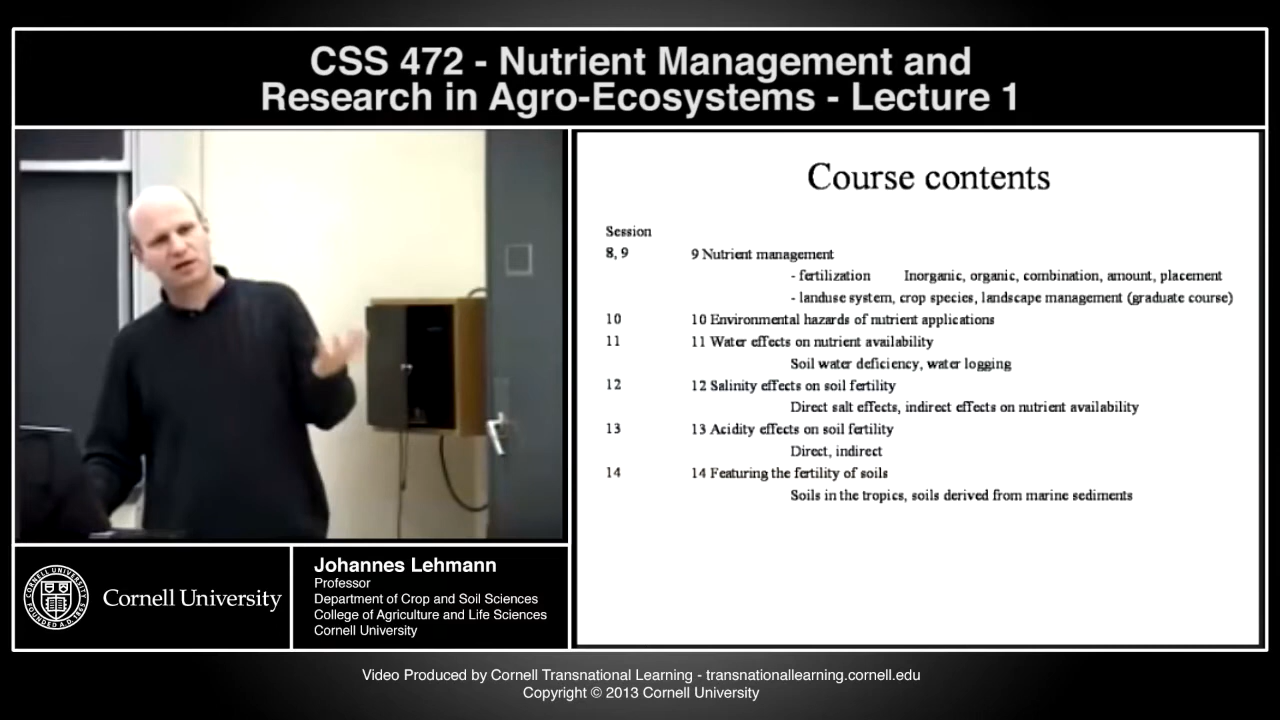 CSS 472 - Nutrient Management and
Research in Agro-Ecosystems - Lecture 1
Course contents
Session
8, 9 9 Nutrient management
- fertilization Inorganic, organic, combination, amount, placement
- landuse system, crop species, landscape management (graduate course)
10 10 Environmental hazards of nutrient applications
11 11 Water effects on nutrient availability
Soil water deficiency, water logging
12 12 Salinity effects on soil fertility
Direct salt effects, indirect effects on nutrient availability
13 13 Acidity effects on soil fertility
Direct, indirect
14 14 Featuring the fertility of soils
Soils in the tropics, soils derived from marine sediments
CORNELL UNIVERSITY
FOUNDED A.D. 1865
Cornell University
Johannes Lehmann
Professor
Department of Crop and Soil Sciences
College of Agriculture and Life Sciences
Cornell University
Video Produced by Cornell Transnational Learning - transnationallearning.cornell.edu
Copyright © 2013 Cornell University